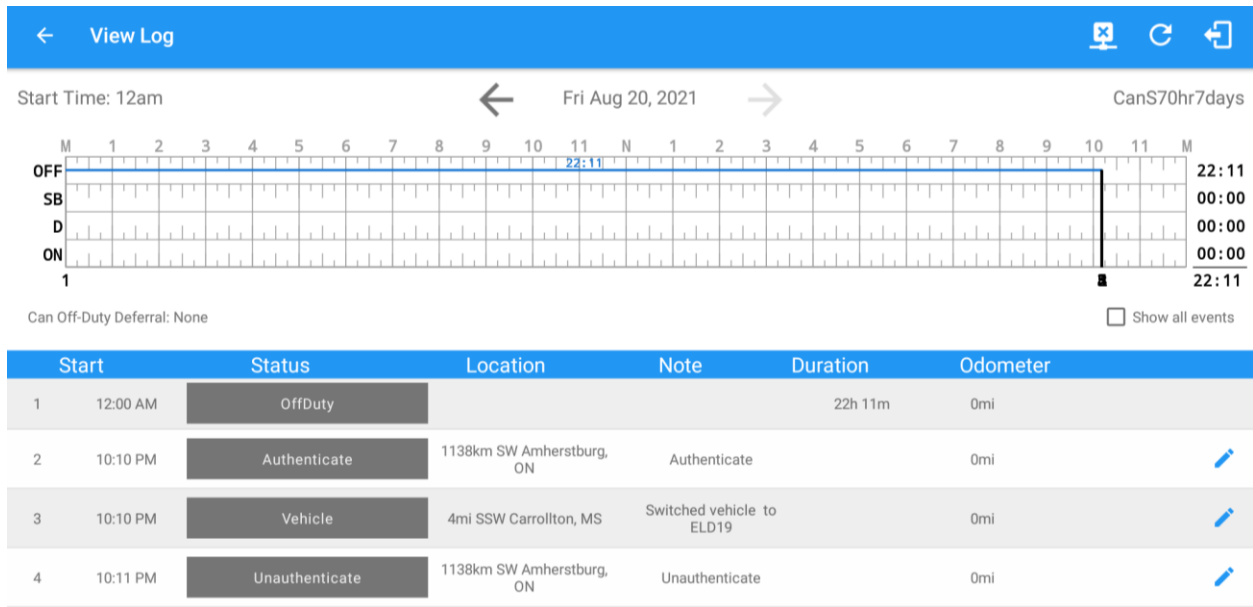 View Log
Start Time: 12am
Fri Aug 20, 2021
CanS70hr7days
M 1 2 3 4 5 6 7 8 9 10 11 N 1 2 3 4 5 6 7 8 9 10 11 M
OFF 22:11 22:11
SB 00:00
D 00:00
ON 00:00
1 22:11
Can Off-Duty Deferral: None
Show all events
Start Status Location Note Duration Odometer
1 12:00 AM OffDuty 22h 11m 0mi
2 10:10 PM Authenticate 1138km SW Amherstburg, ON Authenticate 0mi
3 10:10 PM Vehicle 4mi SSW Carrollton, MS Switched vehicle to ELD19 0mi
4 10:11 PM Unauthenticate 1138km SW Amherstburg, ON Unauthenticate 0mi